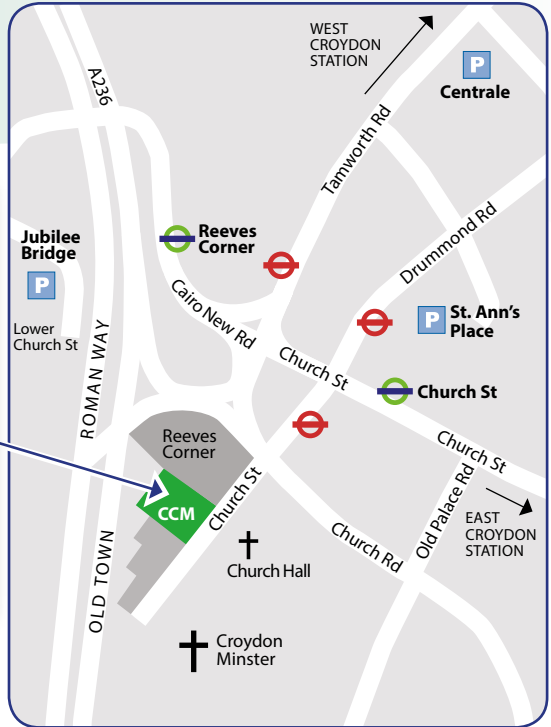 WEST
CROYDON
STATION
P
Centrale
A236
Tamworth Rd
Drummond Rd
Reeves
Corner
Jubilee
Bridge
P
Lower
Church St
Cairo New Rd
P
St. Ann's
Place
ROMAN WAY
Church St
Church St
Reeves
Corner
Church St
CCM
Church St
Old Palace Rd
EAST
CROYDON
STATION
OLD TOWN
Church Rd
Church Hall
Croydon
Minster